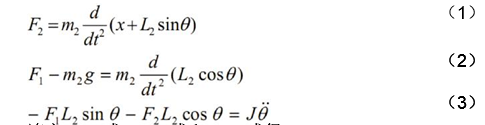 F₂ = m₂ d/dt² (x + L₂ sinθ) （1）
F₁ − m₂g = m₂ d/dt² (L₂ cosθ) （2）
− F₁L₂ sin θ − F₂L₂ cos θ = Jθ̈ （3）